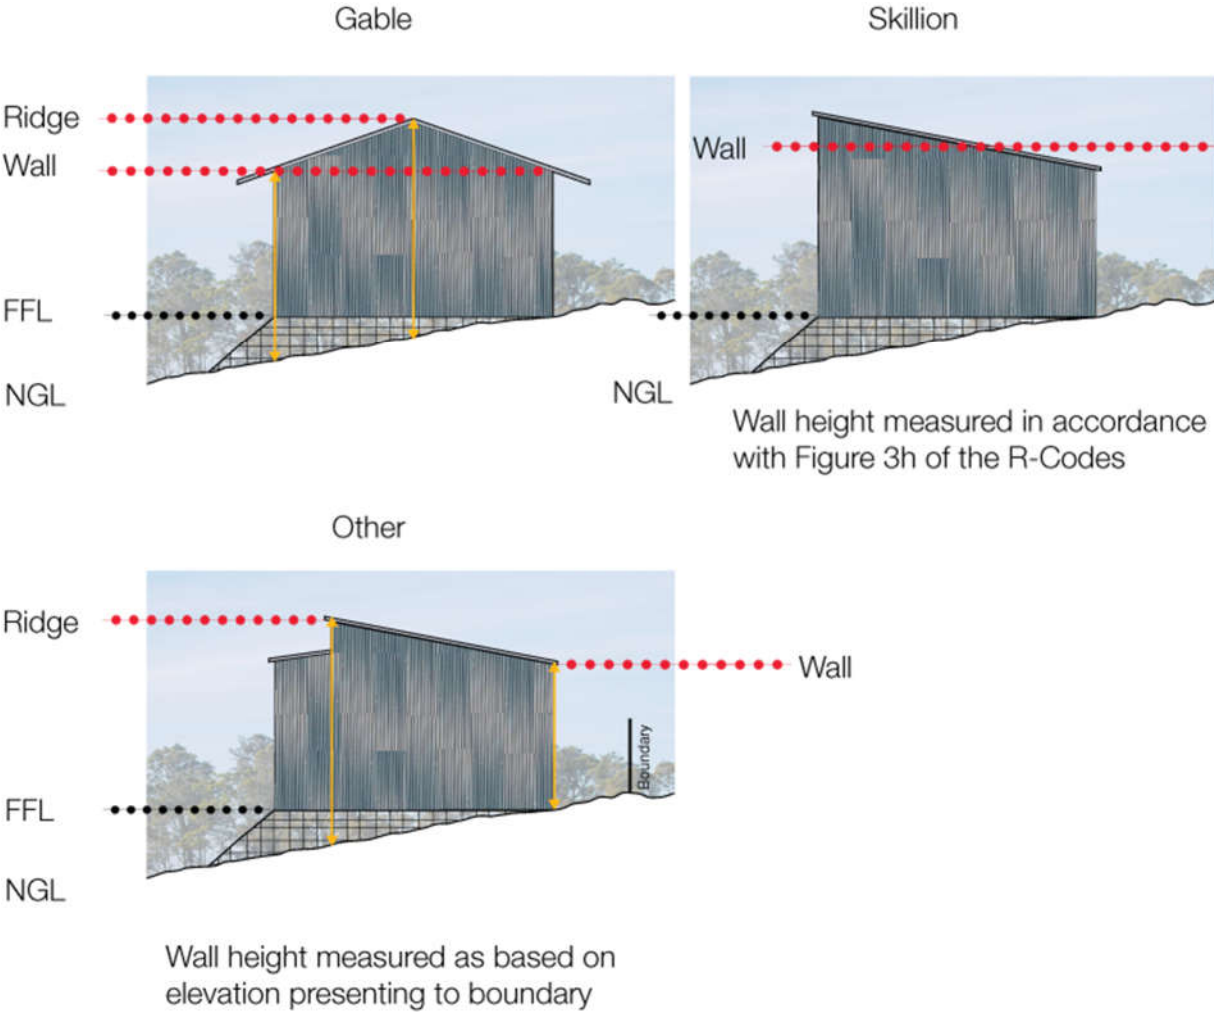 Gable
Skillion
Ridge
Wall
Wall
FFL
NGL
NGL
Wall height measured in accordance
with Figure 3h of the R-Codes
Other
Ridge
Wall
Boundary
FFL
NGL
Wall height measured as based on
elevation presenting to boundary